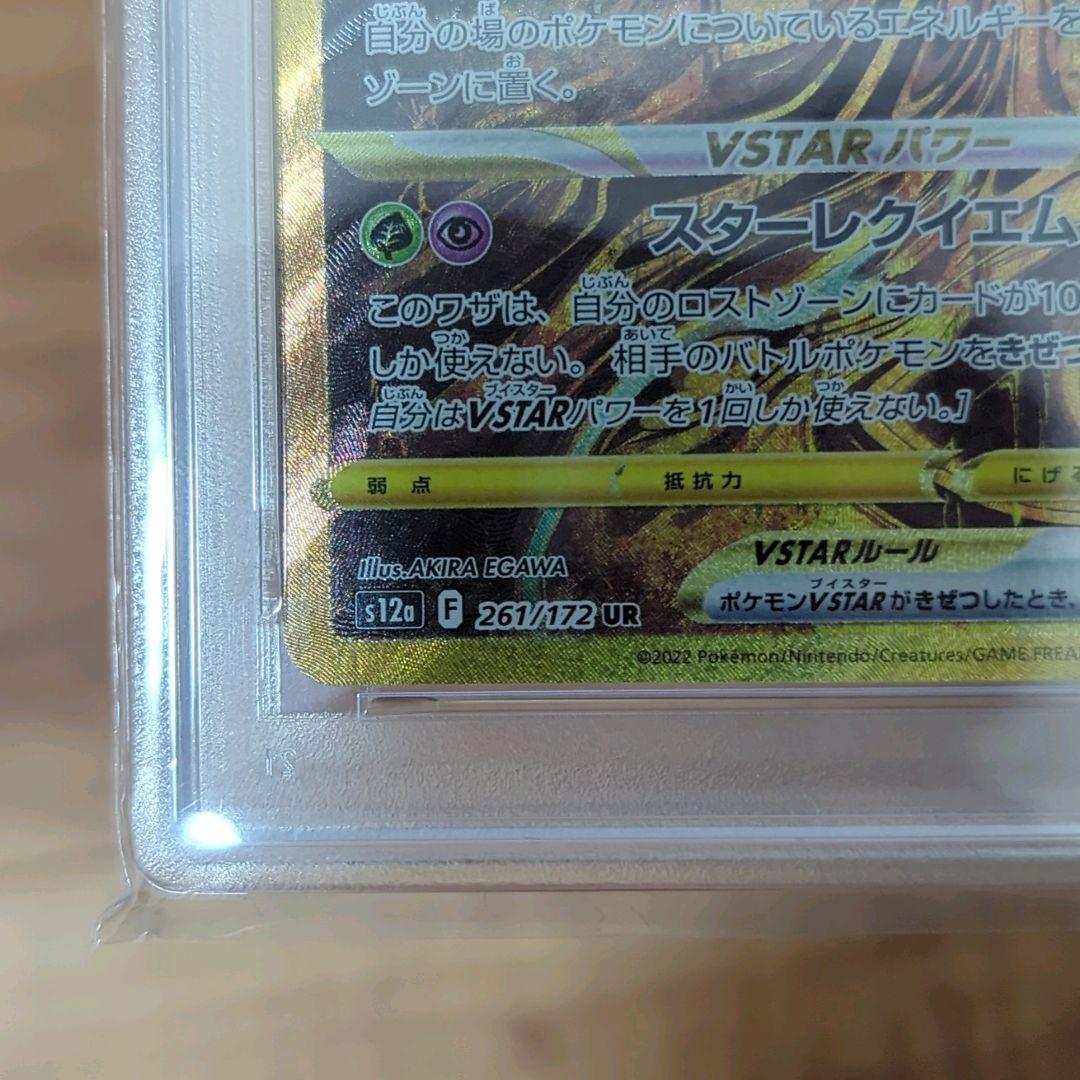 自分の場のポケモンについているエネルギーを
ゾーンに置く。
VSTARパワー
スターレクイエム
このワザは、自分のロストゾーンにカードが10
しか使えない。相手のバトルポケモンをきぜつ
自分はVSTARパワーを1回しか使えない。]
弱点 抵抗力 にげる
VSTARルール
ポケモンVSTARがきぜつしたとき、
Illus. AKIRA EGAWA
s12a F 261/172 UR
©2022 Pokémon/Nintendo/Creatures/GAME FREAK
21